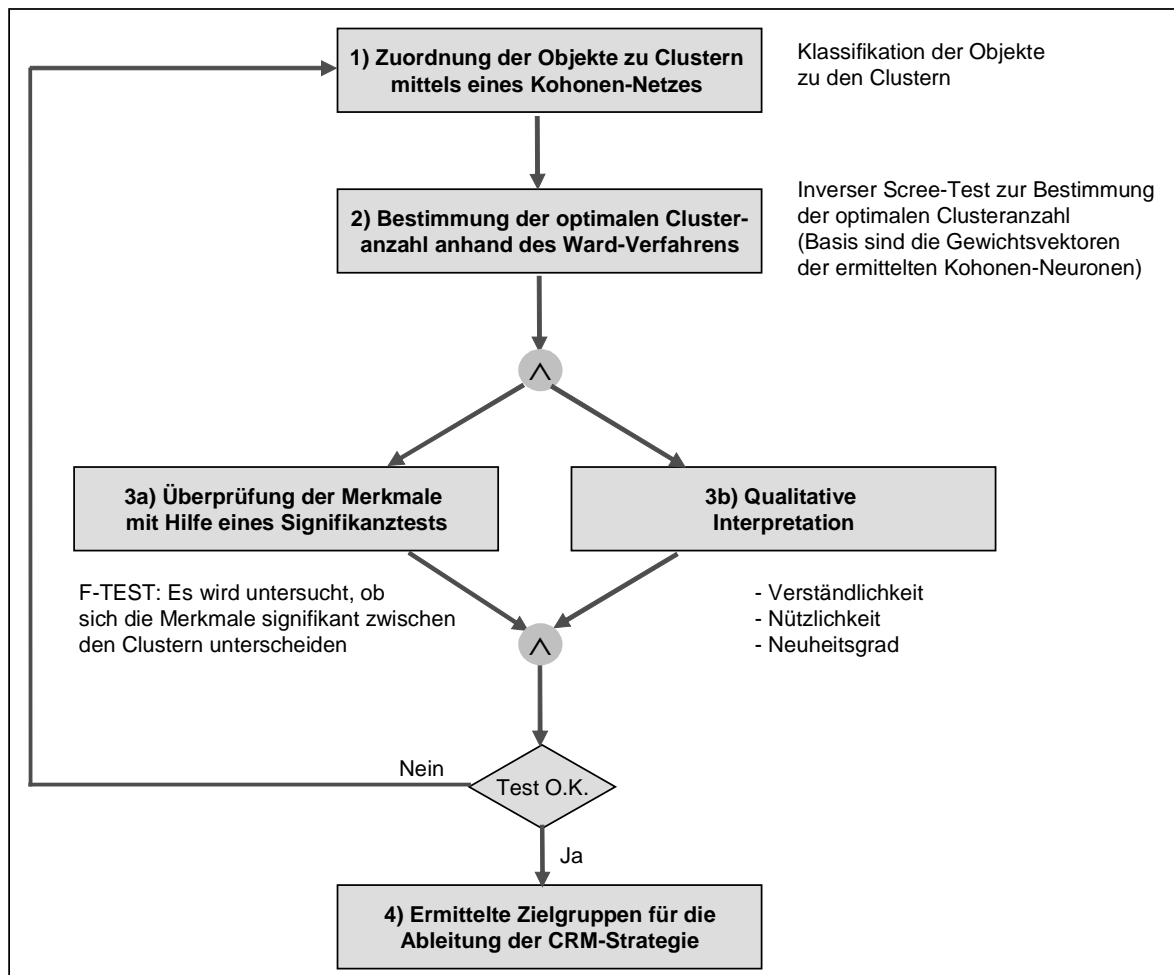 1) Zuordnung der Objekte zu Clustern
mittels eines Kohonen-Netzes
Klassifikation der Objekte
zu den Clustern
2) Bestimmung der optimalen Cluster-
anzahl anhand des Ward-Verfahrens
Inverser Scree-Test zur Bestimmung
der optimalen Clusteranzahl
(Basis sind die Gewichtsvektoren
der ermittelten Kohonen-Neuronen)
^
3a) Überprüfung der Merkmale
mit Hilfe eines Signifikanztests
3b) Qualitative
Interpretation
F-TEST: Es wird untersucht, ob
sich die Merkmale signifikant zwischen
den Clustern unterscheiden
- Verständlichkeit
- Nützlichkeit
- Neuheitsgrad
^
Nein
Test O.K.
Ja
4) Ermittelte Zielgruppen für die
Ableitung der CRM-Strategie